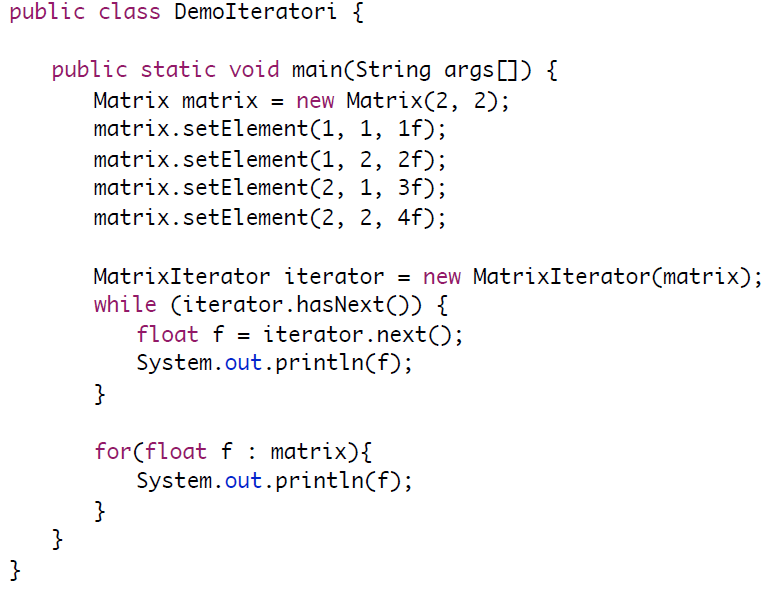 public class DemoIteratori {
public static void main(String args[]) {
Matrix matrix = new Matrix(2, 2);
matrix.setElement(1, 1, 1f);
matrix.setElement(1, 2, 2f);
matrix.setElement(2, 1, 3f);
matrix.setElement(2, 2, 4f);
MatrixIterator iterator = new MatrixIterator(matrix);
while (iterator.hasNext()) {
float f = iterator.next();
System.out.println(f);
}
for(float f : matrix){
System.out.println(f);
}
}
}